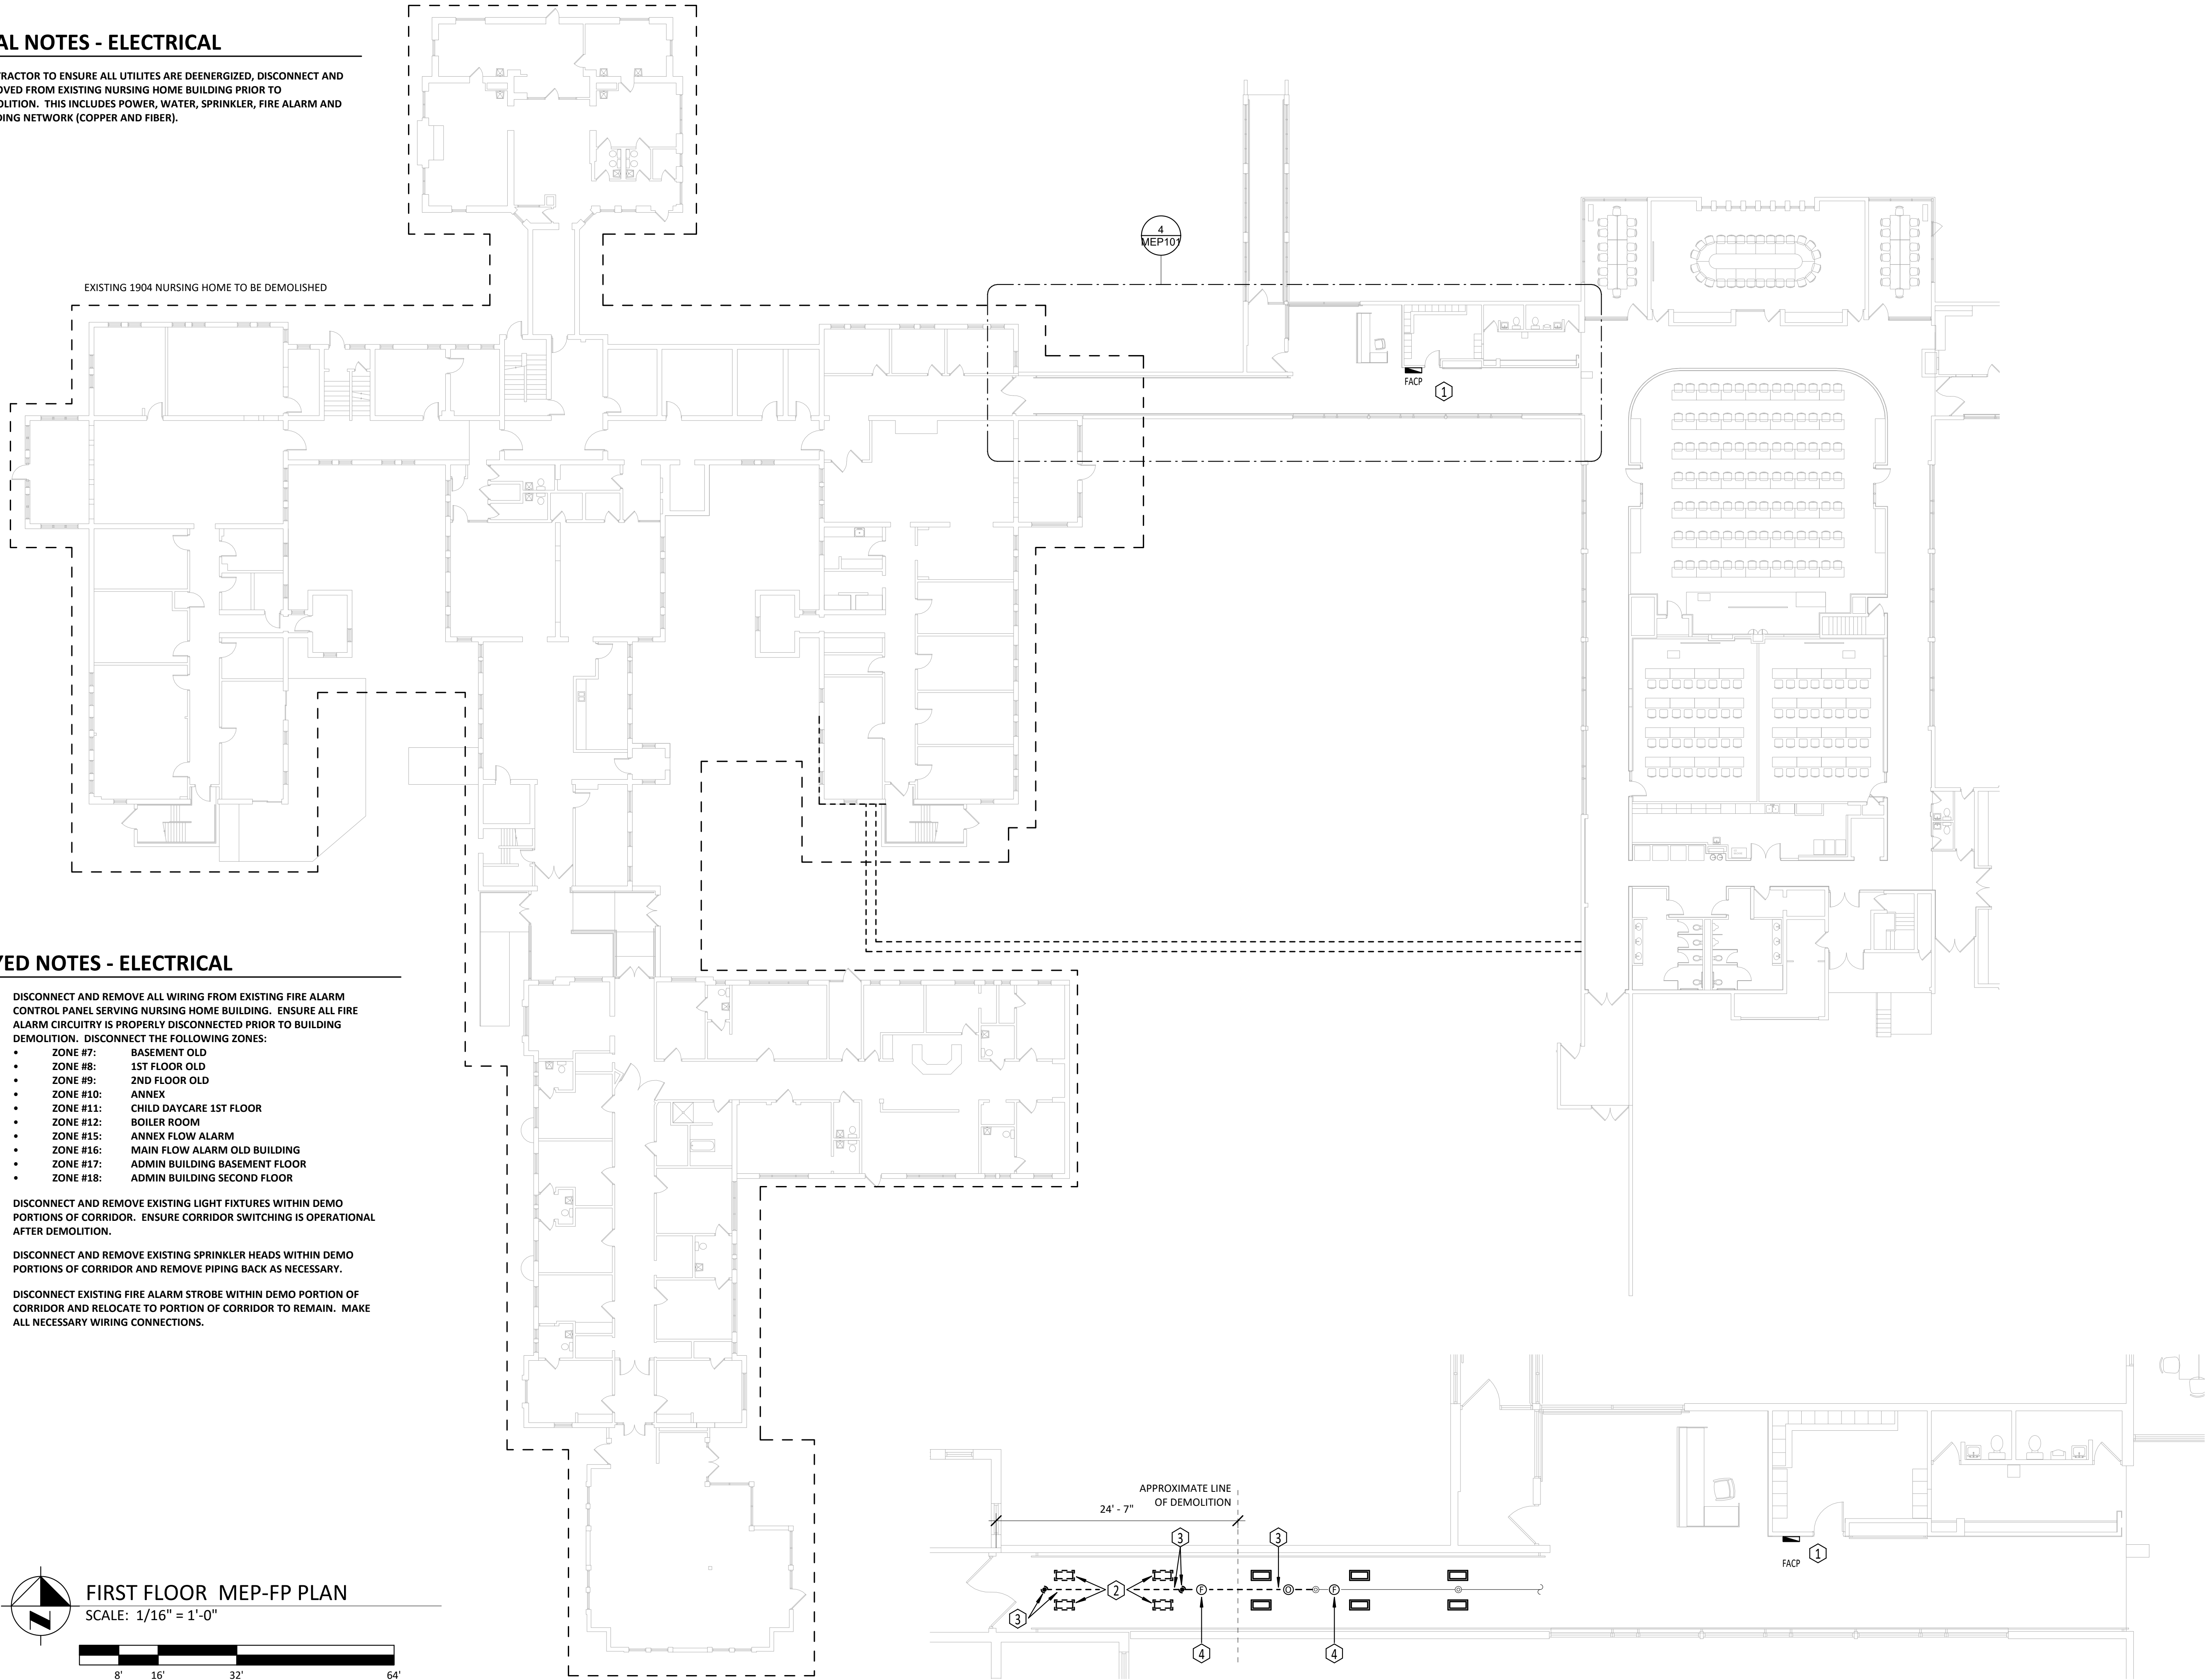 AL NOTES - ELECTRICAL
TRACTOR TO ENSURE ALL UTILITES ARE DEENERGIZED, DISCONNECT AND
OVED FROM EXISTING NURSING HOME BUILDING PRIOR TO
OLITION. THIS INCLUDES POWER, WATER, SPRINKLER, FIRE ALARM AND
DING NETWORK (COPPER AND FIBER).
4
MEP101
EXISTING 1904 NURSING HOME TO BE DEMOLISHED
FACP
1
YED NOTES - ELECTRICAL
DISCONNECT AND REMOVE ALL WIRING FROM EXISTING FIRE ALARM
CONTROL PANEL SERVING NURSING HOME BUILDING. ENSURE ALL FIRE
ALARM CIRCUITRY IS PROPERLY DISCONNECTED PRIOR TO BUILDING
DEMOLITION. DISCONNECT THE FOLLOWING ZONES:
• ZONE #7: BASEMENT OLD
• ZONE #8: 1ST FLOOR OLD
• ZONE #9: 2ND FLOOR OLD
• ZONE #10: ANNEX
• ZONE #11: CHILD DAYCARE 1ST FLOOR
• ZONE #12: BOILER ROOM
• ZONE #15: ANNEX FLOW ALARM
• ZONE #16: MAIN FLOW ALARM OLD BUILDING
• ZONE #17: ADMIN BUILDING BASEMENT FLOOR
• ZONE #18: ADMIN BUILDING SECOND FLOOR
DISCONNECT AND REMOVE EXISTING LIGHT FIXTURES WITHIN DEMO
PORTIONS OF CORRIDOR. ENSURE CORRIDOR SWITCHING IS OPERATIONAL
AFTER DEMOLITION.
DISCONNECT AND REMOVE EXISTING SPRINKLER HEADS WITHIN DEMO
PORTIONS OF CORRIDOR AND REMOVE PIPING BACK AS NECESSARY.
DISCONNECT EXISTING FIRE ALARM STROBE WITHIN DEMO PORTION OF
CORRIDOR AND RELOCATE TO PORTION OF CORRIDOR TO REMAIN. MAKE
ALL NECESSARY WIRING CONNECTIONS.
APPROXIMATE LINE
OF DEMOLITION
24' - 7"
3
3
FACP
1
2
F
O
F
3
4
4
N
FIRST FLOOR MEP-FP PLAN
SCALE: 1/16" = 1'-0"
8' 16' 32' 64'